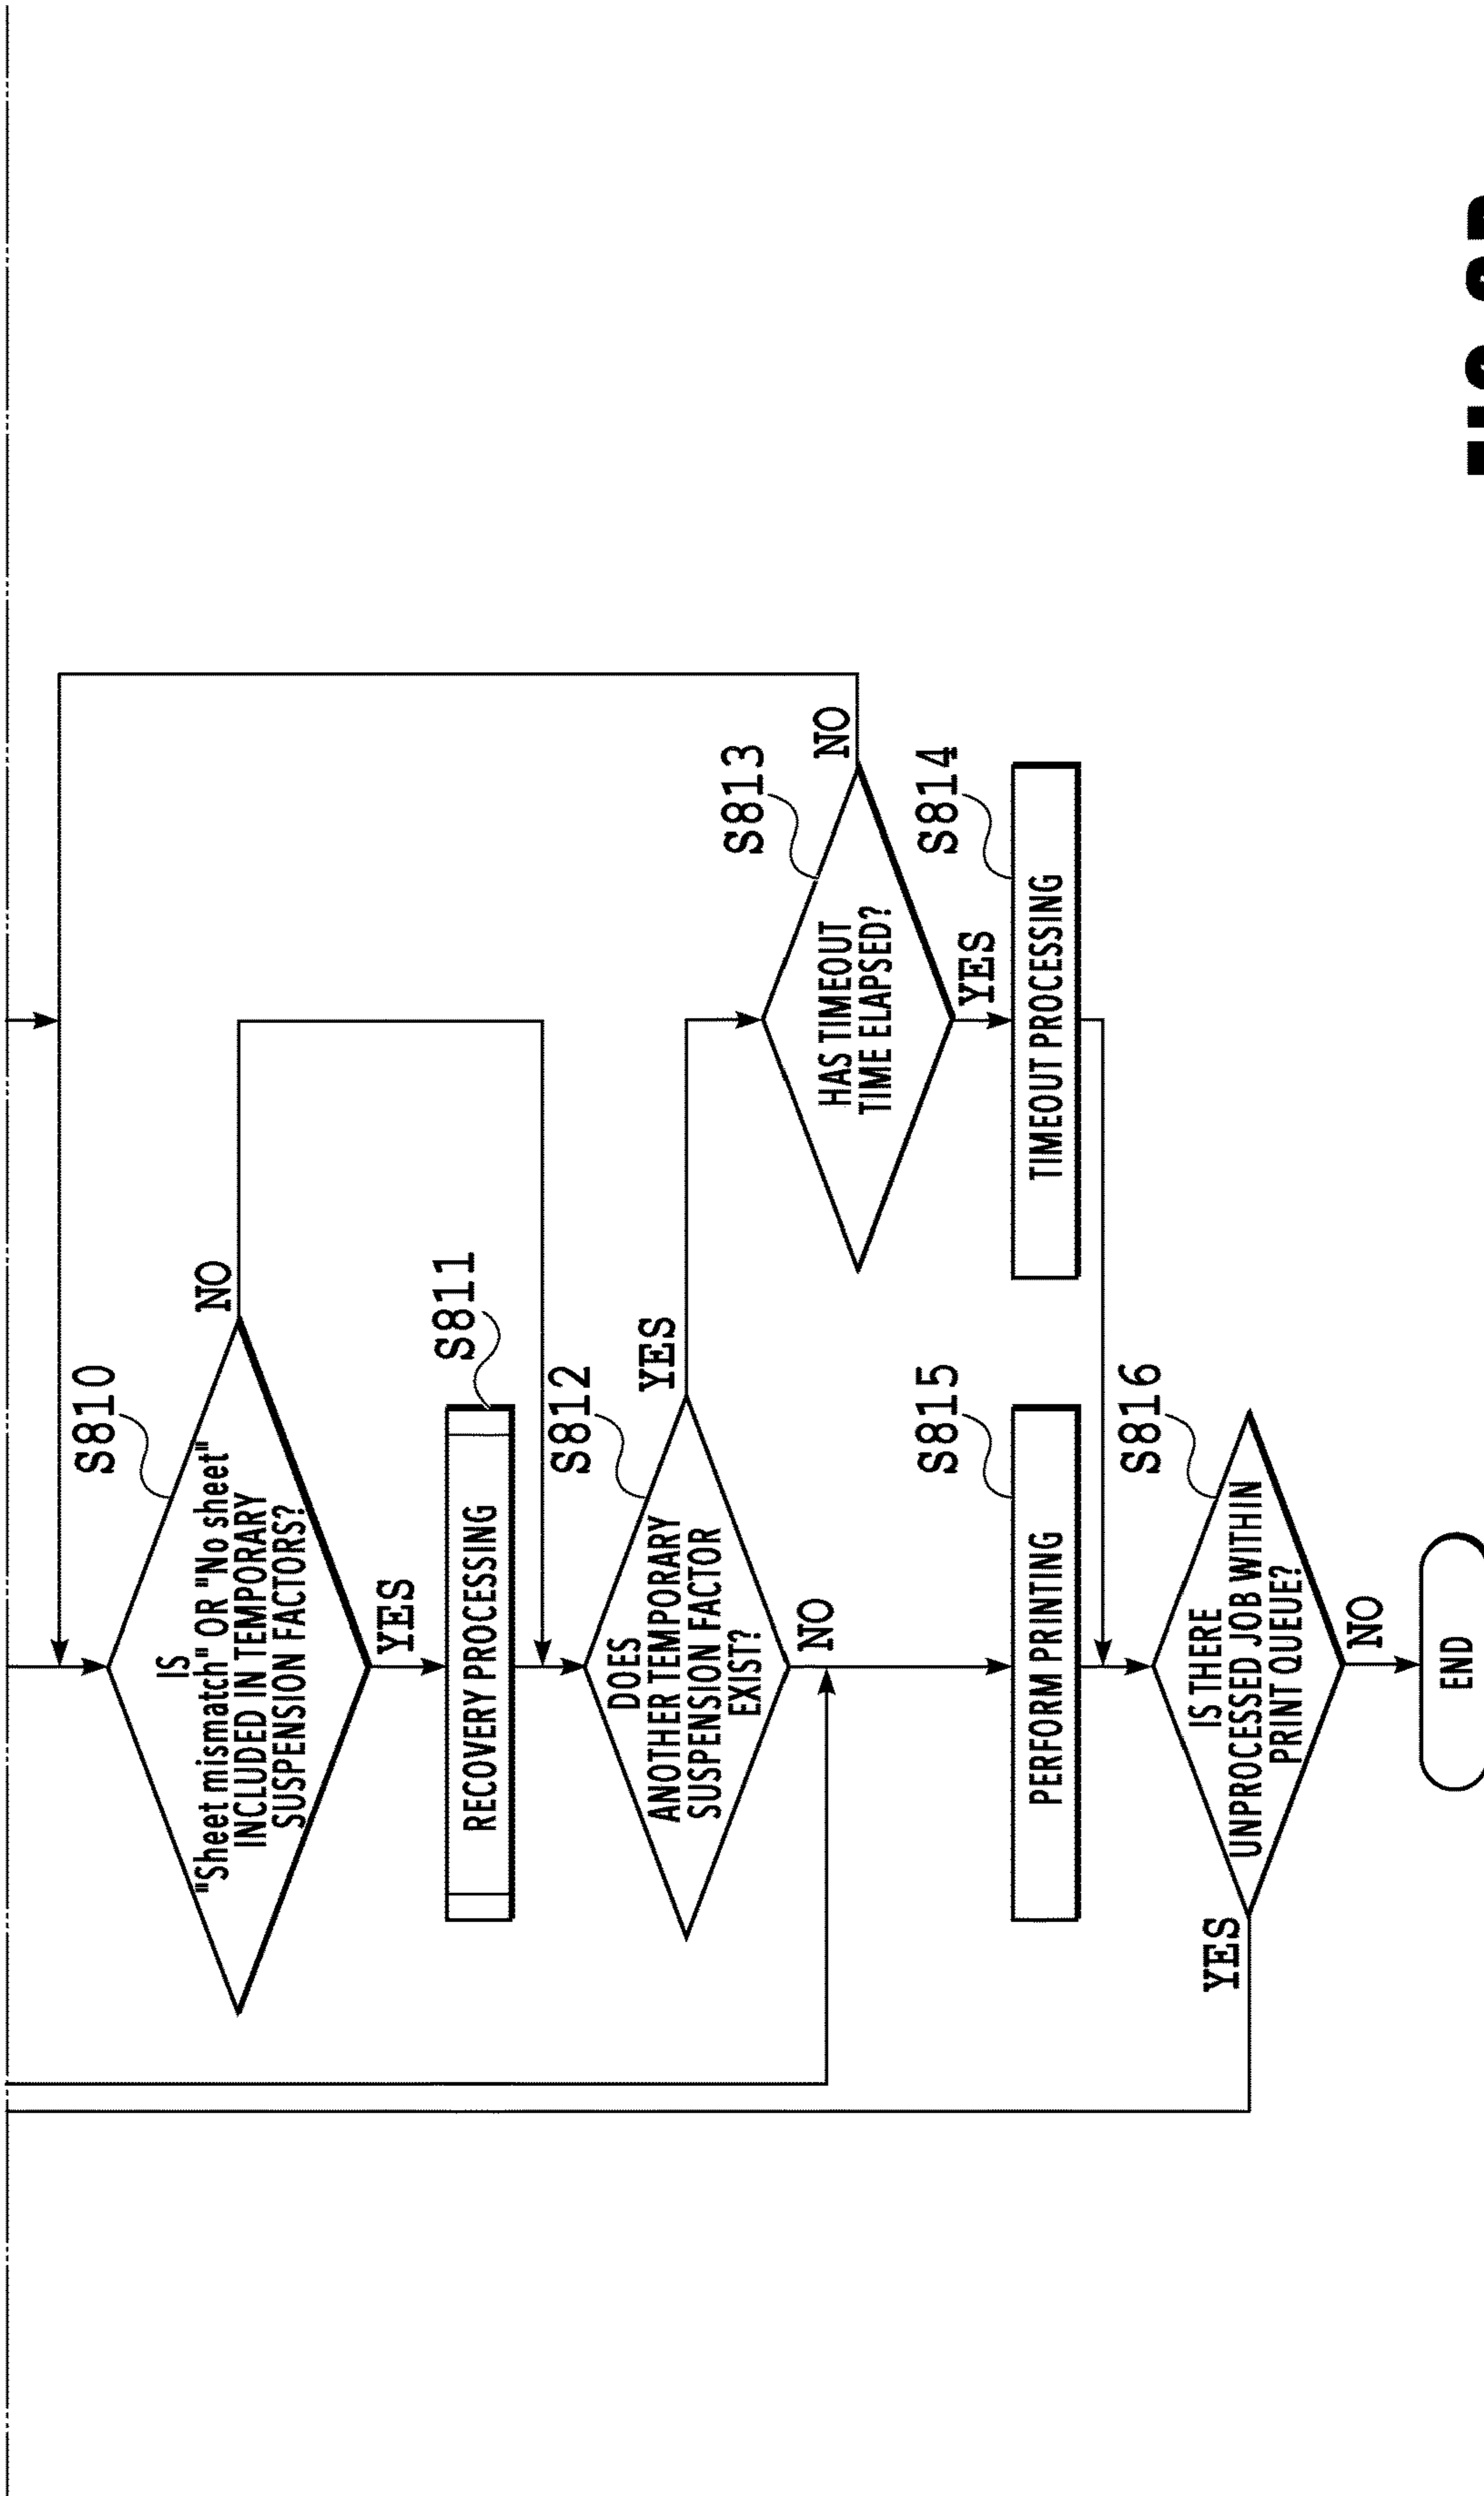 S810
IS
"Sheet mismatch" OR "No sheet"
INCLUDED IN TEMPORARY
SUSPENSION FACTORS?
NO
YES
S811
RECOVERY PROCESSING
S812
DOES
ANOTHER TEMPORARY
SUSPENSION FACTOR
EXIST?
YES
NO
S813
HAS TIMEOUT
TIME ELAPSED?
NO
YES
S814
TIMEOUT PROCESSING
S815
PERFORM PRINTING
S816
IS THERE
UNPROCESSED JOB WITHIN
PRINT QUEUE?
YES
NO
END